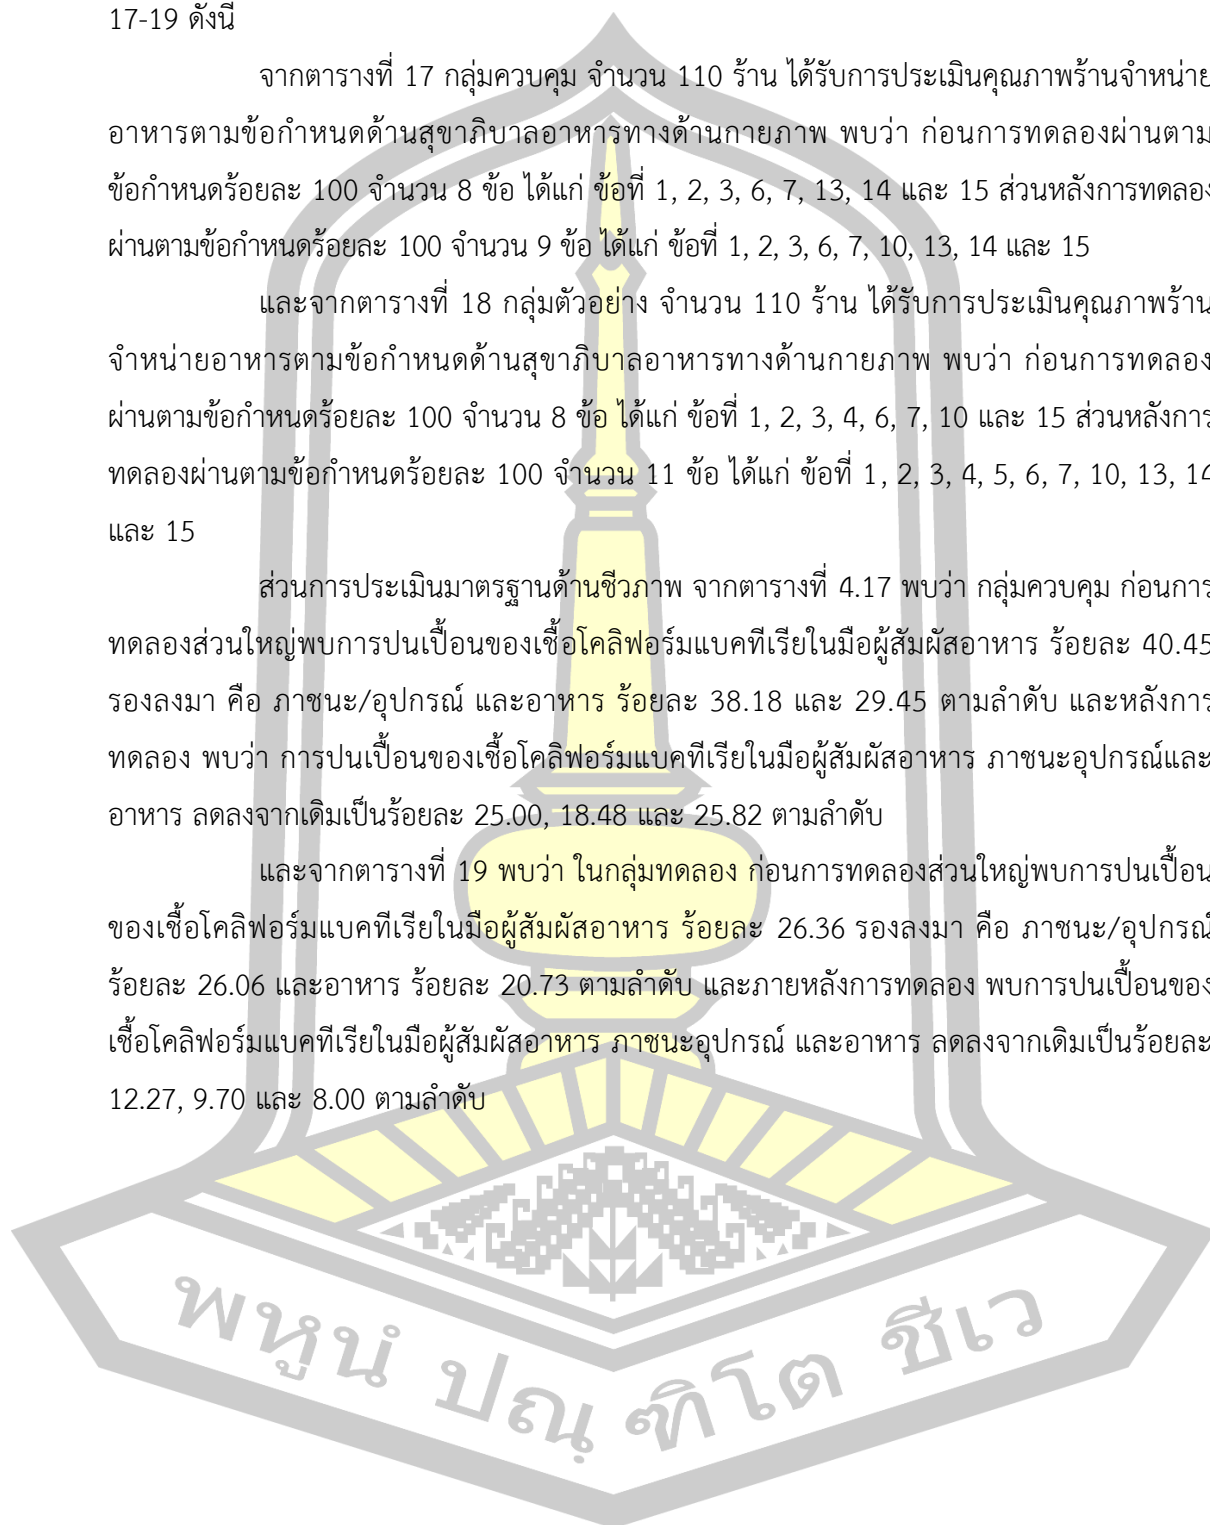 17-19 ดังนี้
จากตารางที่ 17 กลุ่มควบคุม จำนวน 110 ร้าน ได้รับการประเมินคุณภาพร้านจำหน่าย
อาหารตามข้อกำหนดด้านสุขาภิบาลอาหารทางด้านกายภาพ พบว่า ก่อนการทดลองผ่านตาม
ข้อกำหนดร้อยละ 100 จำนวน 8 ข้อ ได้แก่ ข้อที่ 1, 2, 3, 6, 7, 13, 14 และ 15 ส่วนหลังการทดลอง
ผ่านตามข้อกำหนดร้อยละ 100 จำนวน 9 ข้อ ได้แก่ ข้อที่ 1, 2, 3, 6, 7, 10, 13, 14 และ 15
และจากตารางที่ 18 กลุ่มตัวอย่าง จำนวน 110 ร้าน ได้รับการประเมินคุณภาพร้าน
จำหน่ายอาหารตามข้อกำหนดด้านสุขาภิบาลอาหารทางด้านกายภาพ พบว่า ก่อนการทดลอง
ผ่านตามข้อกำหนดร้อยละ 100 จำนวน 8 ข้อ ได้แก่ ข้อที่ 1, 2, 3, 4, 6, 7, 10 และ 15 ส่วนหลังการ
ทดลองผ่านตามข้อกำหนดร้อยละ 100 จำนวน 11 ข้อ ได้แก่ ข้อที่ 1, 2, 3, 4, 5, 6, 7, 10, 13, 14
และ 15
ส่วนการประเมินมาตรฐานด้านชีวภาพ จากตารางที่ 4.17 พบว่า กลุ่มควบคุม ก่อนการ
ทดลองส่วนใหญ่พบการปนเปื้อนของเชื้อโคลิฟอร์มแบคทีเรียในมือผู้สัมผัสอาหาร ร้อยละ 40.45
รองลงมา คือ ภาชนะ/อุปกรณ์ และอาหาร ร้อยละ 38.18 และ 29.45 ตามลำดับ และหลังการ
ทดลอง พบว่า การปนเปื้อนของเชื้อโคลิฟอร์มแบคทีเรียในมือผู้สัมผัสอาหาร ภาชนะอุปกรณ์และ
อาหาร ลดลงจากเดิมเป็นร้อยละ 25.00, 18.48 และ 25.82 ตามลำดับ
และจากตารางที่ 19 พบว่า ในกลุ่มทดลอง ก่อนการทดลองส่วนใหญ่พบการปนเปื้อน
ของเชื้อโคลิฟอร์มแบคทีเรียในมือผู้สัมผัสอาหาร ร้อยละ 26.36 รองลงมา คือ ภาชนะ/อุปกรณ์
ร้อยละ 26.06 และอาหาร ร้อยละ 20.73 ตามลำดับ และภายหลังการทดลอง พบการปนเปื้อนของ
เชื้อโคลิฟอร์มแบคทีเรียในมือผู้สัมผัสอาหาร ภาชนะอุปกรณ์ และอาหาร ลดลงจากเดิมเป็นร้อยละ
12.27, 9.70 และ 8.00 ตามลำดับ
พหูนํ ปณฺฑิโต ชีเว